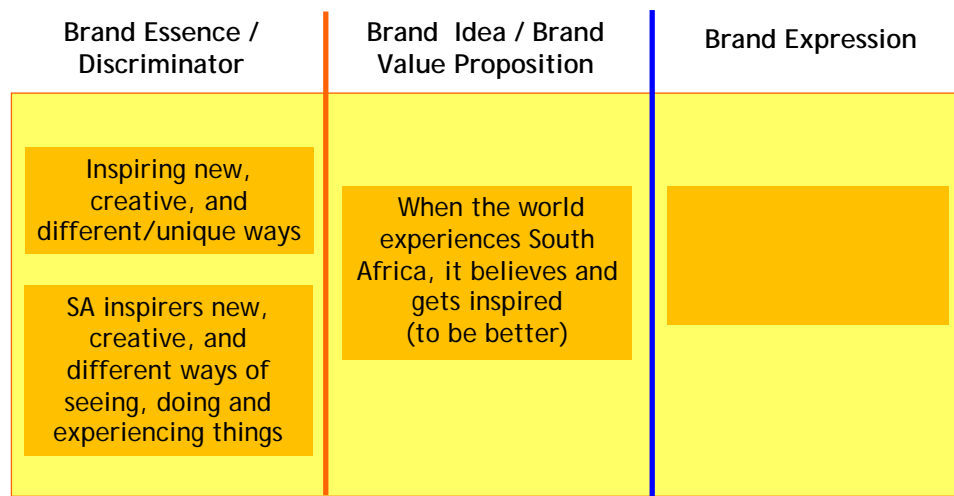 Brand Essence /
Discriminator
Brand Idea / Brand
Value Proposition
Brand Expression
Inspiring new,
creative, and
different/unique ways
SA inspirers new,
creative, and
different ways of
seeing, doing and
experiencing things
When the world
experiences South
Africa, it believes and
gets inspired
(to be better)